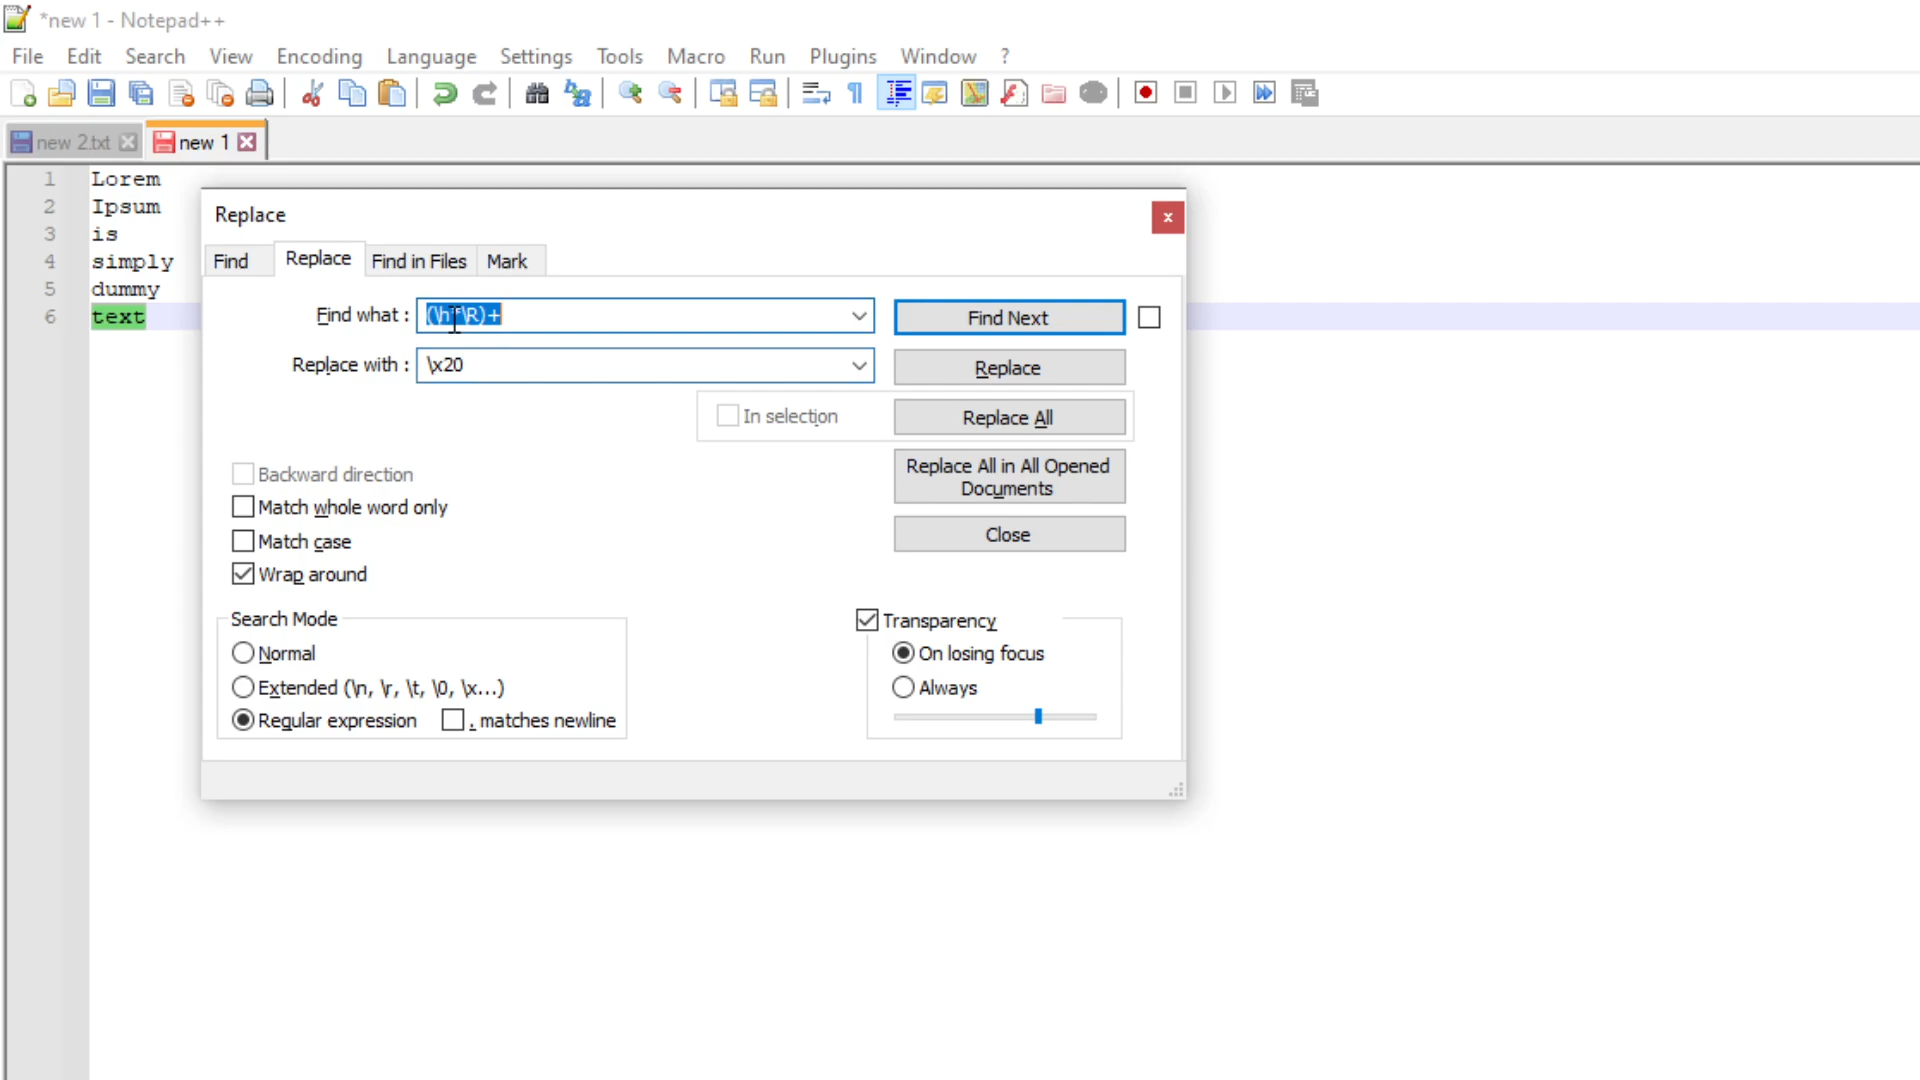 *new 1 - Notepad++
File Edit Search View Encoding Language Settings Tools Macro Run Plugins Window ?
new 2.txt new 1
1 Lorem
2 Ipsum
3 is
4 simply
5 dummy
6 text
Replace
Find Replace Find in Files Mark
Find what : (\h*\R)+ Find Next
Replace with : \x20 Replace
In selection Replace All
Backward direction
Replace All in All Opened
Documents
Match whole word only
Match case
Close
Wrap around
Search Mode
Normal
Extended (\n, \r, \t, \0, \x...)
Regular expression . matches newline
Transparency
On losing focus
Always